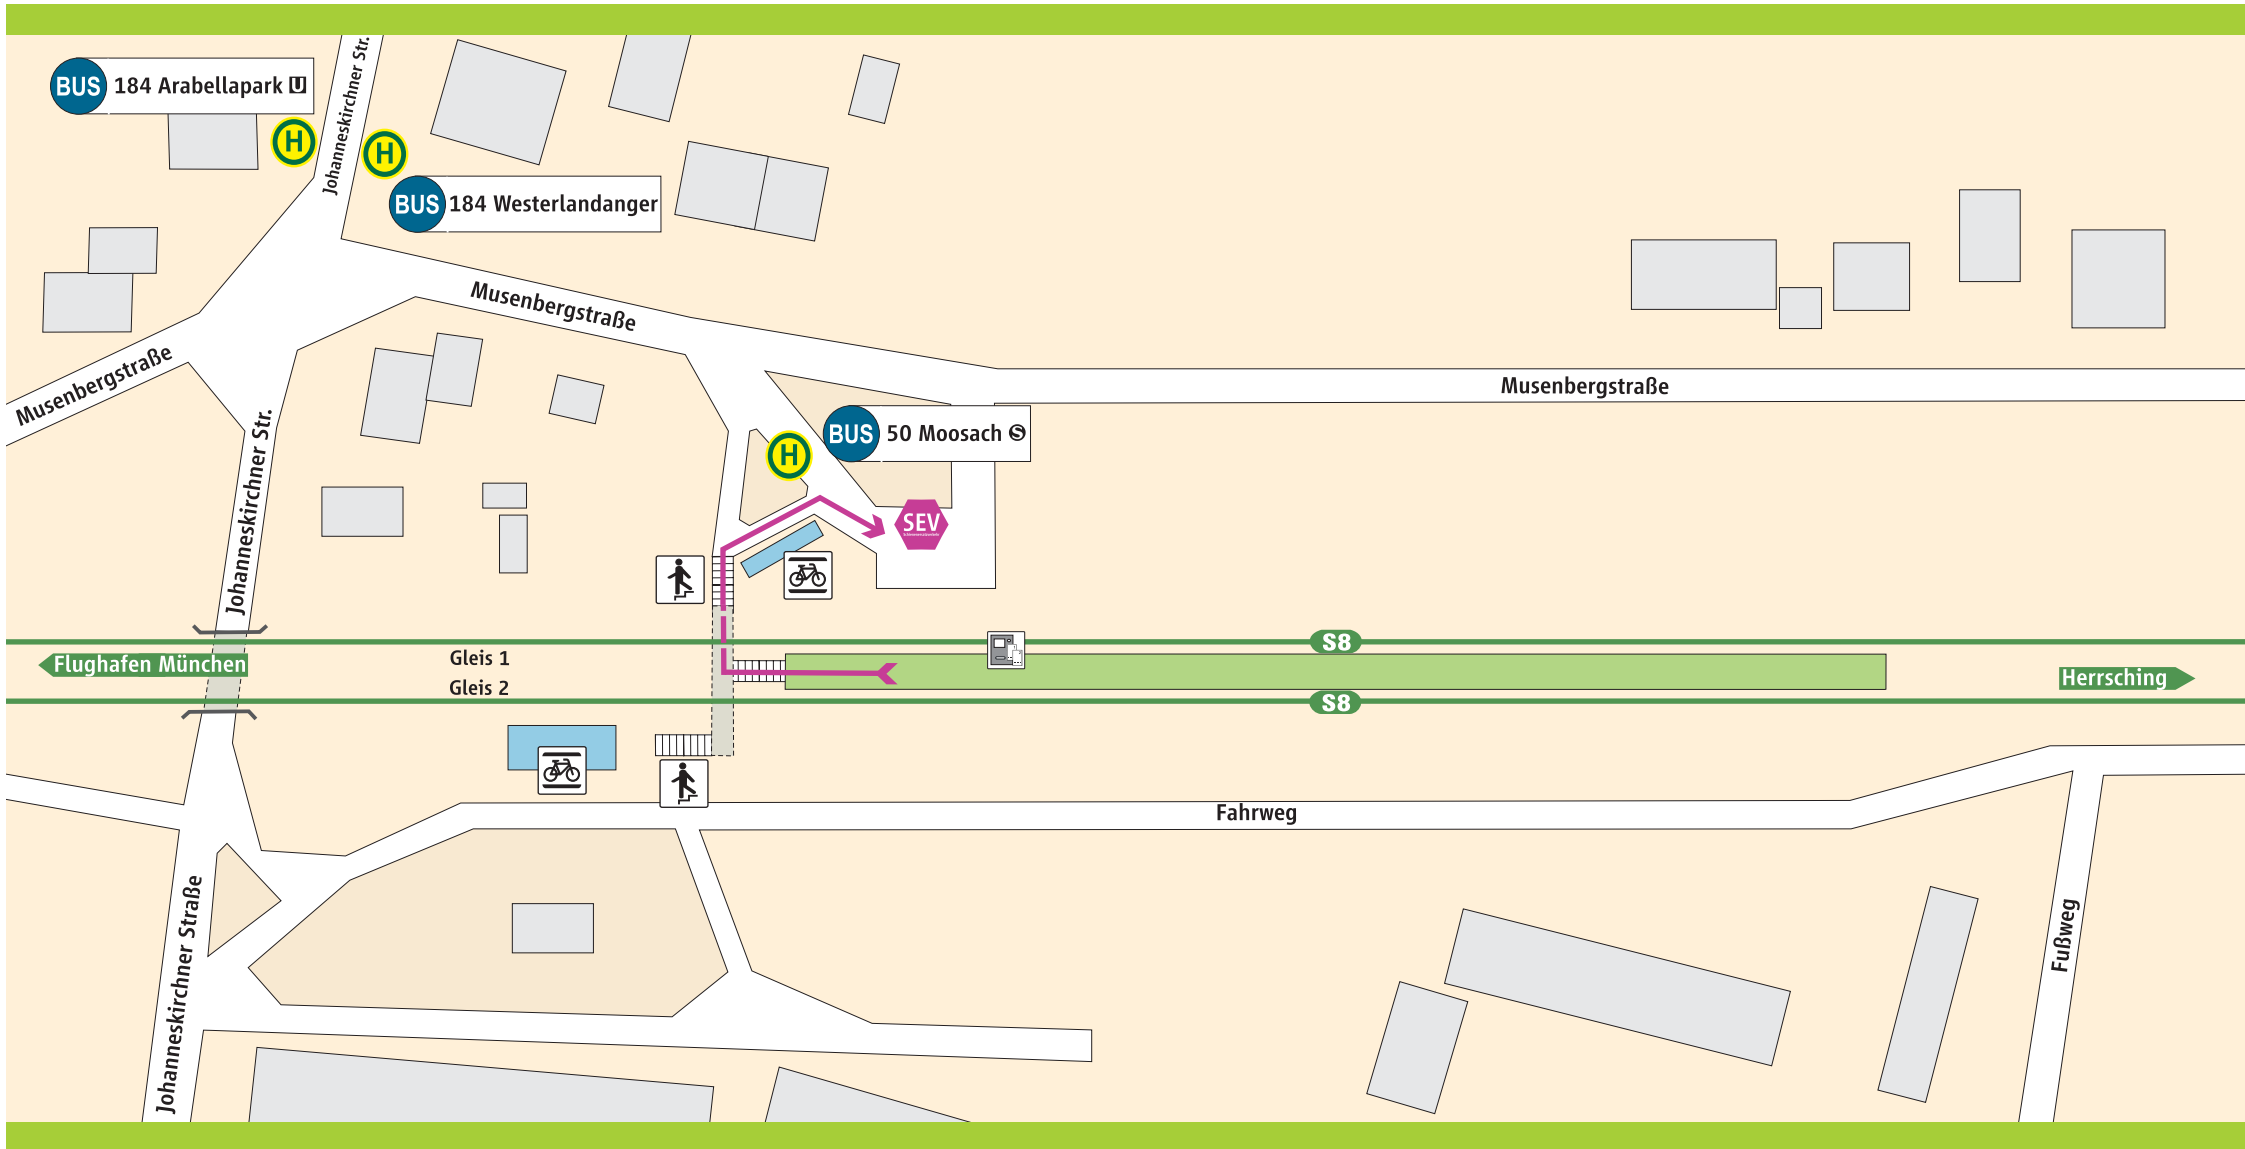 Johanneskirchner Str.
BUS 184 Arabellapark U
H
H
BUS 184 Westerlandanger
Musenbergstraße
Musenbergstraße
Musenbergstraße
BUS 50 Moosach S
H
Johanneskirchner Str.
SEV
S8
Flughafen München
Gleis 1
Gleis 2
Herrsching
S8
Fahrweg
Johanneskirchner Straße
Fußweg